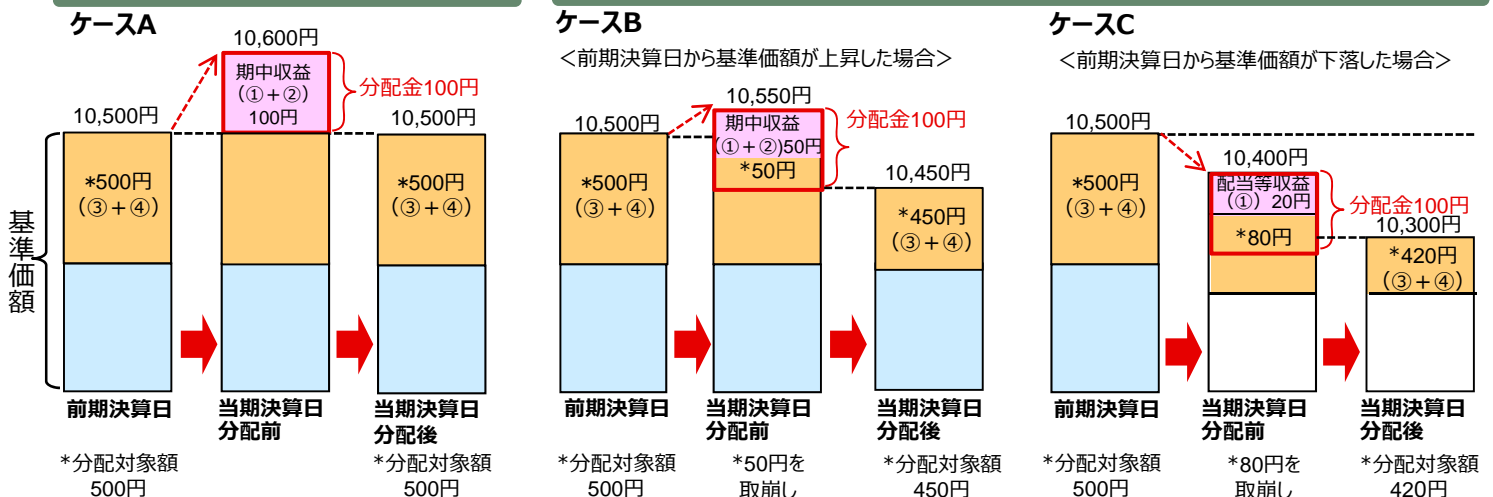 ケースA
10,600円
期中収益
(①+②)
100円
分配金100円
10,500円
10,500円
*500円
(③+④)
*500円
(③+④)
基準価額
前期決算日
当期決算日
分配前
当期決算日
分配後
*分配対象額
500円
*分配対象額
500円
ケースB
<前期決算日から基準価額が上昇した場合>
10,550円
10,500円
期中収益
(①+②)50円
*50円
分配金100円
10,450円
*500円
(③+④)
*450円
(③+④)
前期決算日
当期決算日
分配前
当期決算日
分配後
*分配対象額
500円
*50円を
取崩し
*分配対象額
450円
ケースC
<前期決算日から基準価額が下落した場合>
10,500円
10,400円
配当等収益
(①) 20円
*80円
分配金100円
10,300円
*500円
(③+④)
*420円
(③+④)
前期決算日
当期決算日
分配前
当期決算日
分配後
*分配対象額
500円
*80円を
取崩し
*分配対象額
420円